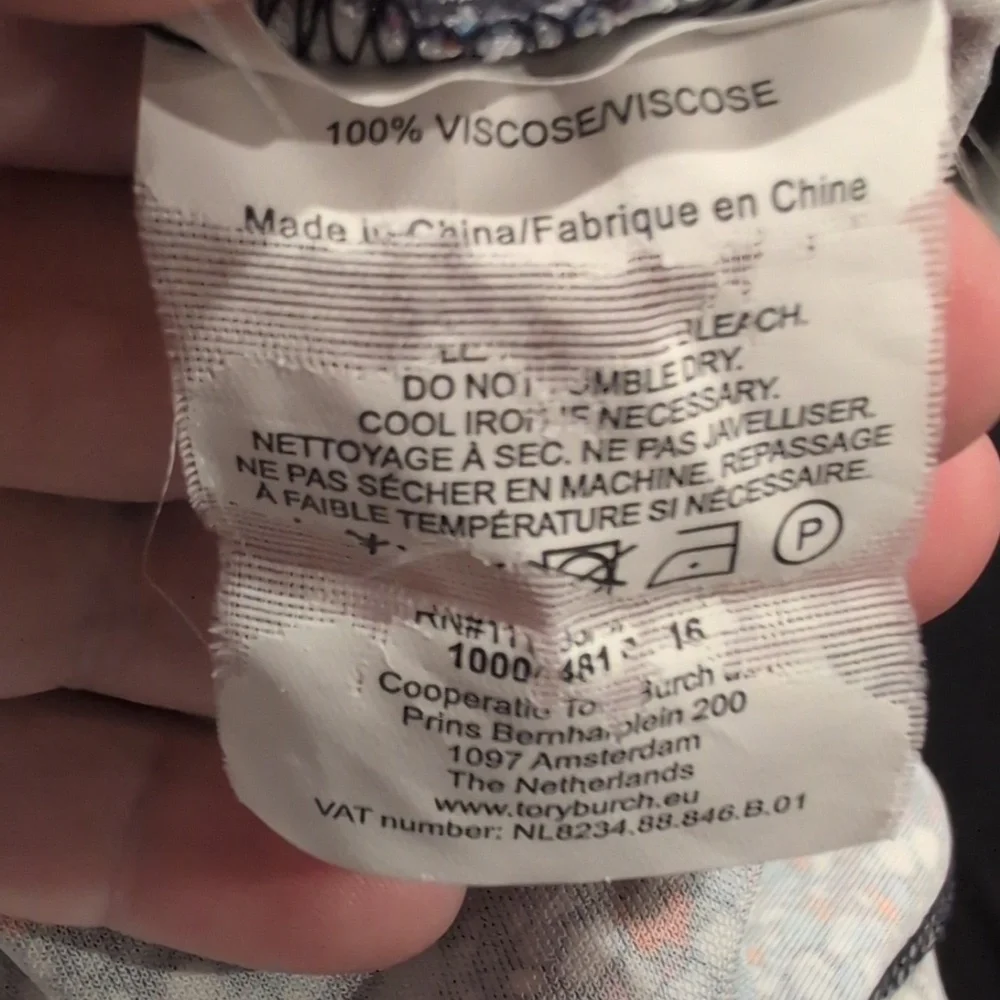 100% VISCOSE/VISCOSE
Made in China/Fabrique en Chine
BLEACH.
DO NOT TUMBLE DRY.
COOL IRON IF NECESSARY.
NETTOYAGE À SEC. NE PAS JAVELLISER.
NE PAS SÉCHER EN MACHINE. REPASSAGE
À FAIBLE TEMPÉRATURE SI NÉCESSAIRE.
P
16
Prins Bernhardplein 200
1097 Amsterdam
The Netherlands
www.toryburch.eu
VAT number: NL8234.88.846.B.01